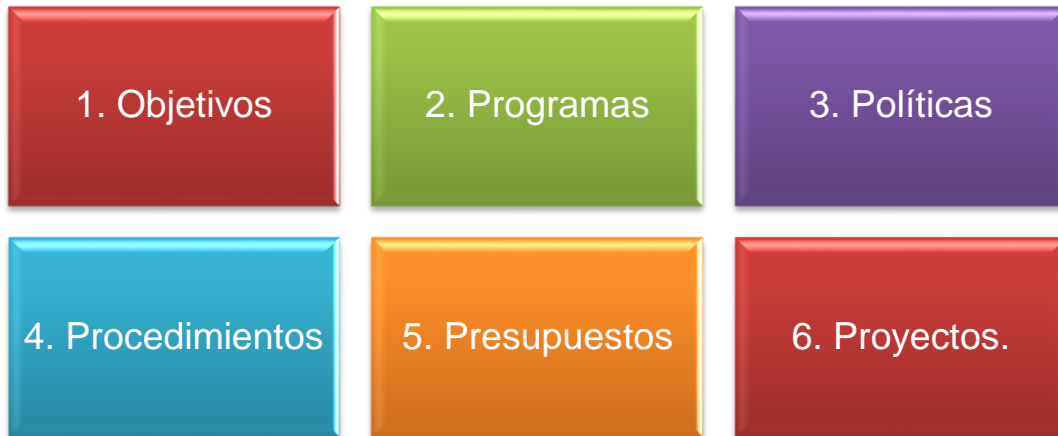 1. Objetivos
2. Programas
3. Políticas
4. Procedimientos
5. Presupuestos
6. Proyectos.